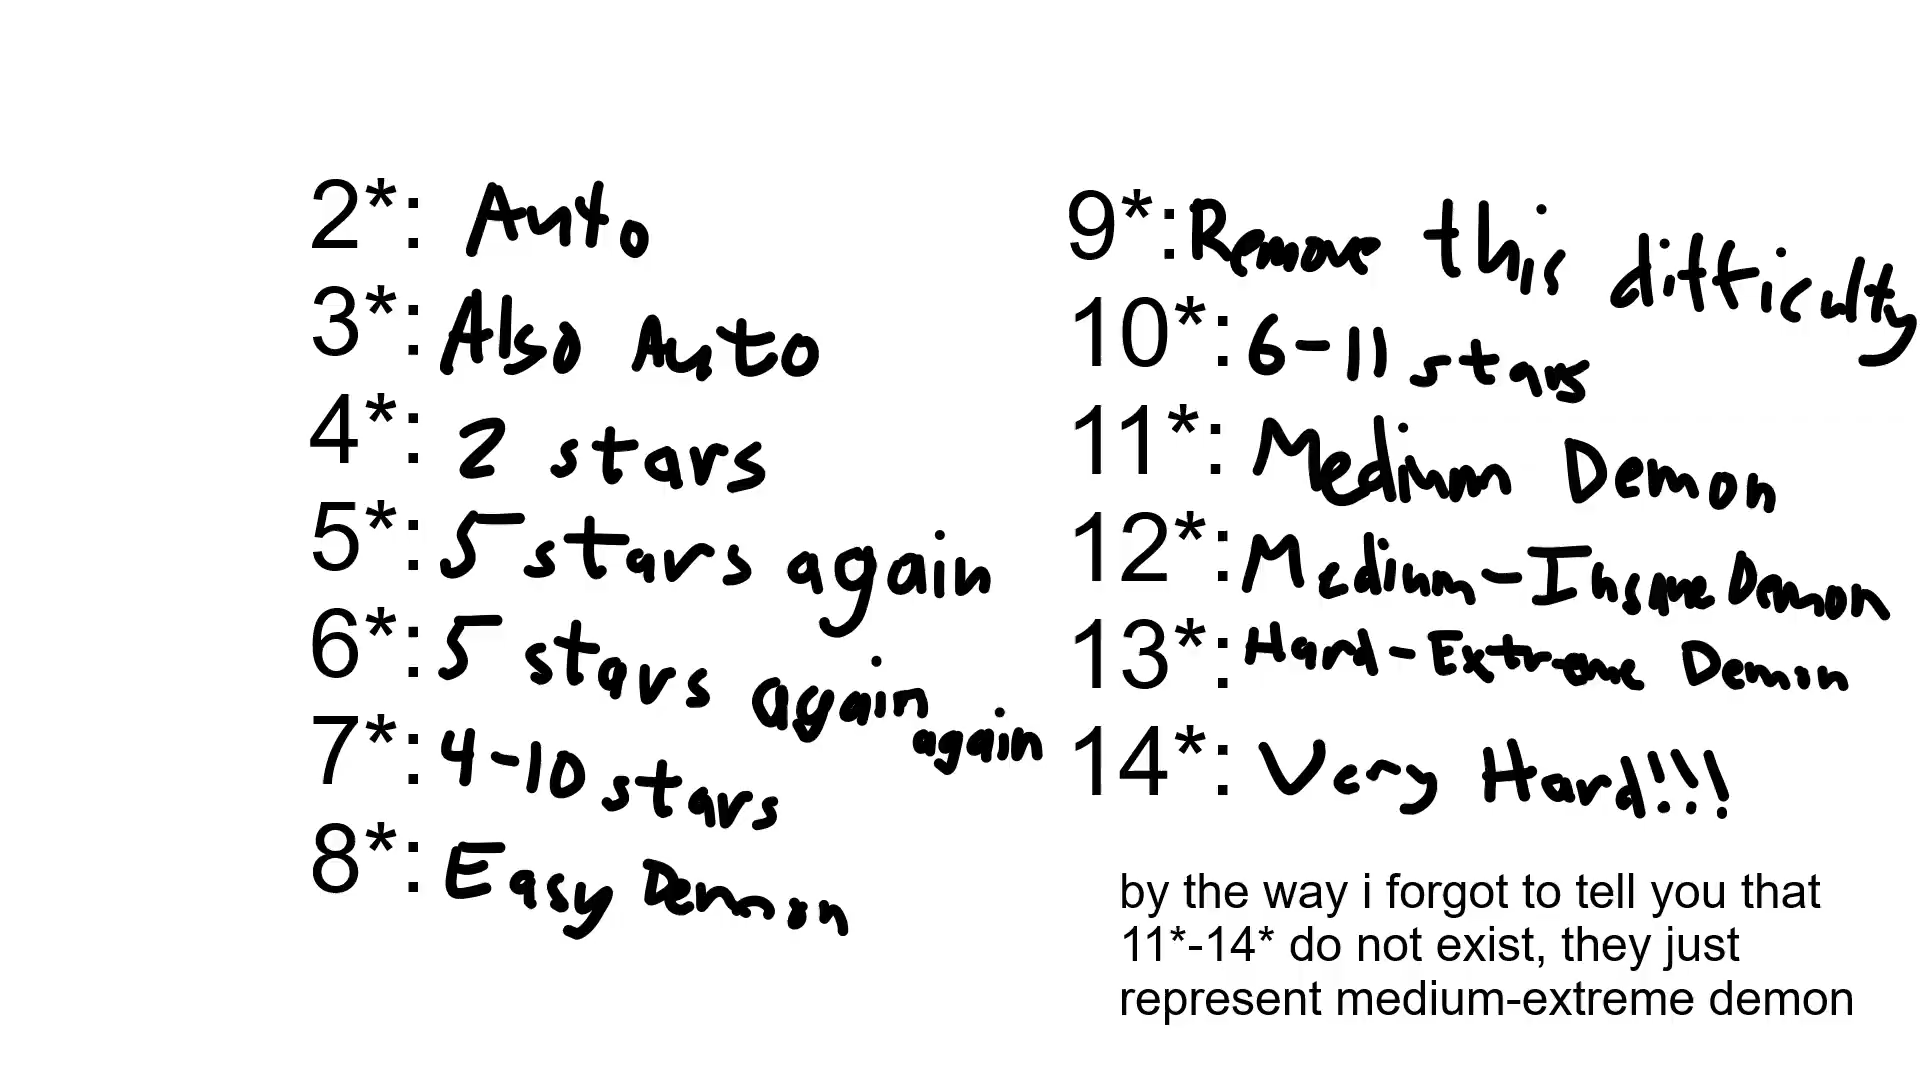 2*: Auto
3*: Also Auto
4*: 2 stars
5*: 5 stars again
6*: 5 stars again again
7*: 4-10 stars
8*: Easy Demon
9*: Remove this difficulty
10*: 6-11 stars
11*: Medium Demon
12*: Medium-Insane Demon
13*: Hard-Extreme Demon
14*: Very Hard!!!
by the way i forgot to tell you that
11*-14* do not exist, they just
represent medium-extreme demon